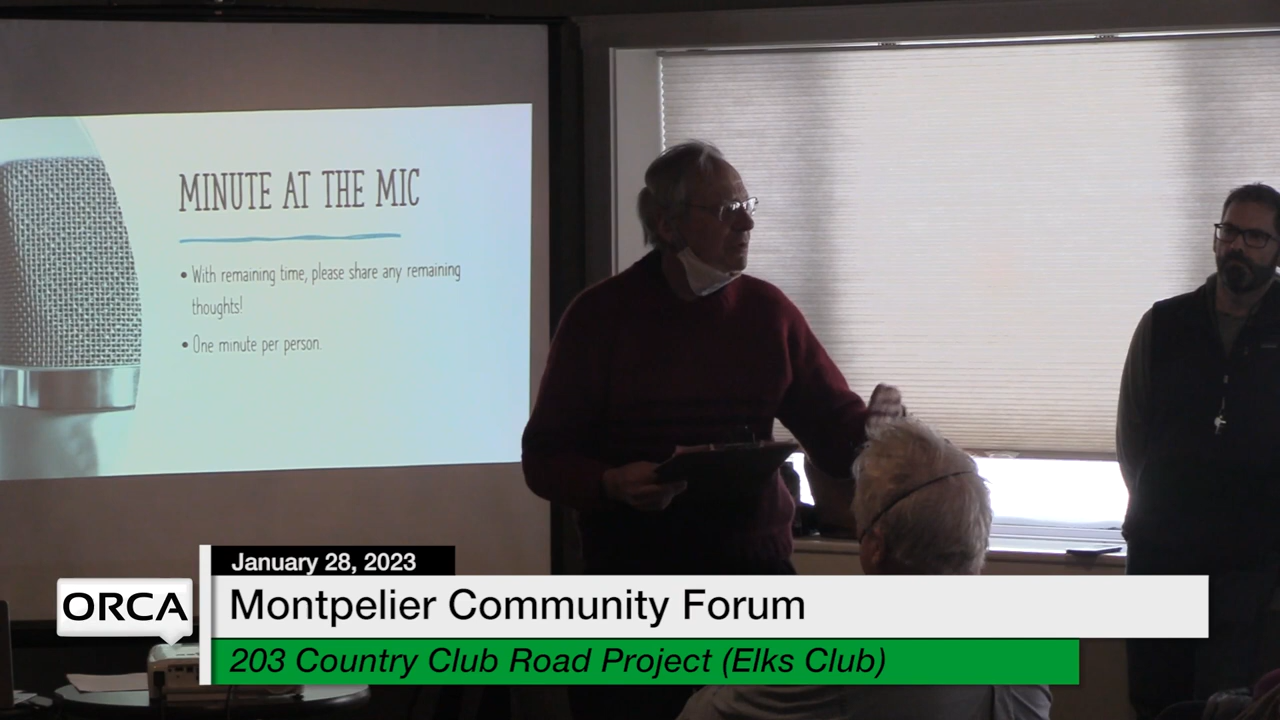 MINUTE AT THE MIC
• With remaining time, please share any remaining
thoughts!
• One minute per person.
January 28, 2023
ORCA
Montpelier Community Forum
203 Country Club Road Project (Elks Club)